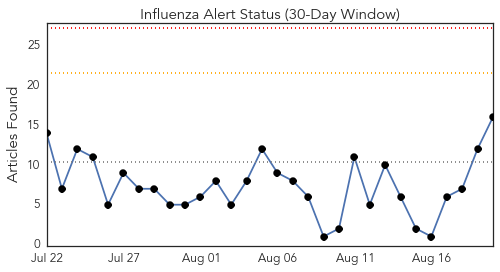 Influenza Alert Status (30-Day Window)
Articles Found
25
20
15
10
5
0
Jul 22 Jul 27 Aug 01 Aug 06 Aug 11 Aug 16